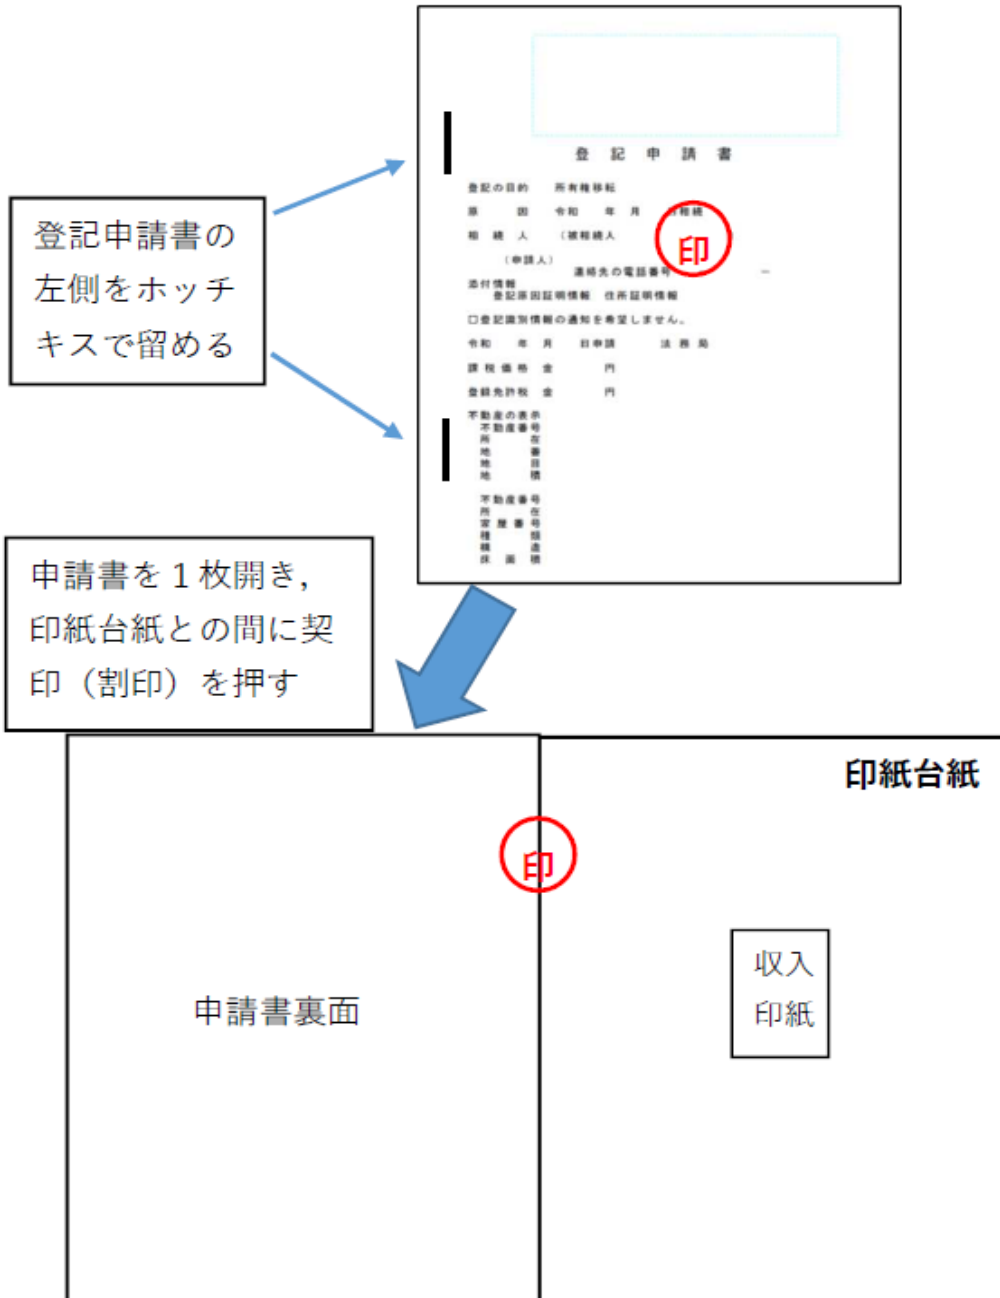 登記申請書
登記の目的 所有権移転
原因 令和 年 月 日相続
相続人 (被相続人
印
(申請人)
連絡先の電話番号 −
添付情報
登記原因証明情報 住所証明情報
□登記識別情報の通知を希望しません。
令和 年 月 日申請 法務局
課税価格 金 円
登録免許税 金 円
不動産の表示
不動産番号
所在
地番
地目
地積
不動産番号
所在
家屋番号
種類
構造
床面積
登記申請書の
左側をホッチ
キスで留める
申請書を1枚開き,
印紙台紙との間に契
印(割印)を押す
印紙台紙
印
収入
印紙
申請書裏面